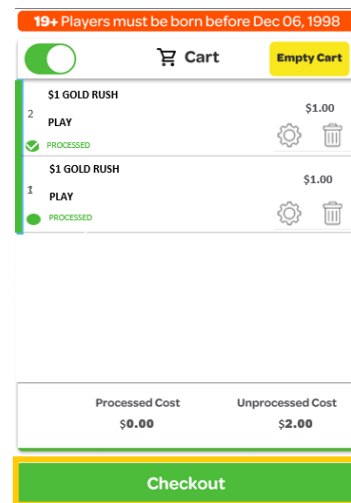 19+ Players must be born before Dec 06, 1998
Cart
Empty Cart
$1 GOLD RUSH
$1.00
2
PLAY
PROCESSED
$1 GOLD RUSH
$1.00
1
PLAY
PROCESSED
Processed Cost
Unprocessed Cost
$0.00
$2.00
Checkout